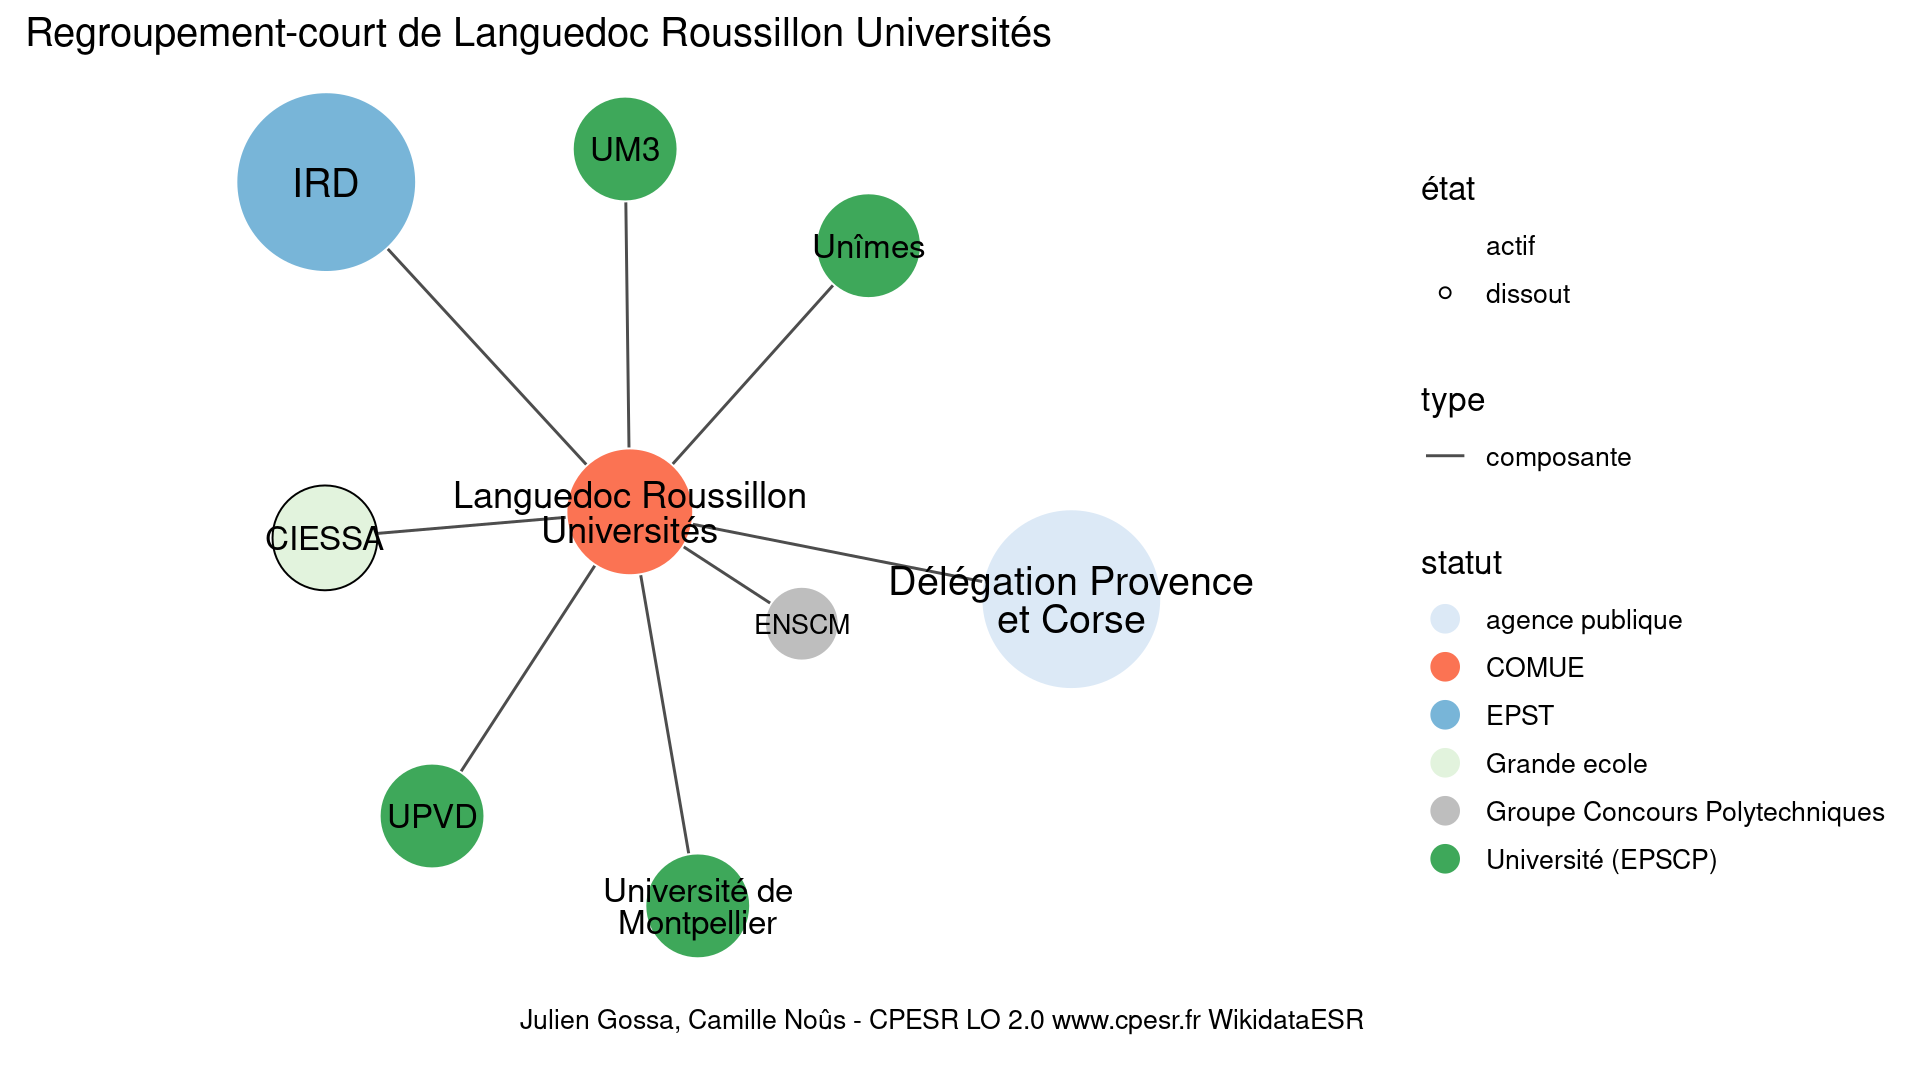 Regroupement-court de Languedoc Roussillon Universités
IRD
UM3
Unîmes
Languedoc Roussillon
Universités
CIESSA
ENSCM
Délégation Provence
et Corse
UPVD
Université de
Montpellier
état
actif
dissout
type
composante
statut
agence publique
COMUE
EPST
Grande ecole
Groupe Concours Polytechniques
Université (EPSCP)
Julien Gossa, Camille Noûs - CPESR LO 2.0 www.cpesr.fr WikidataESR